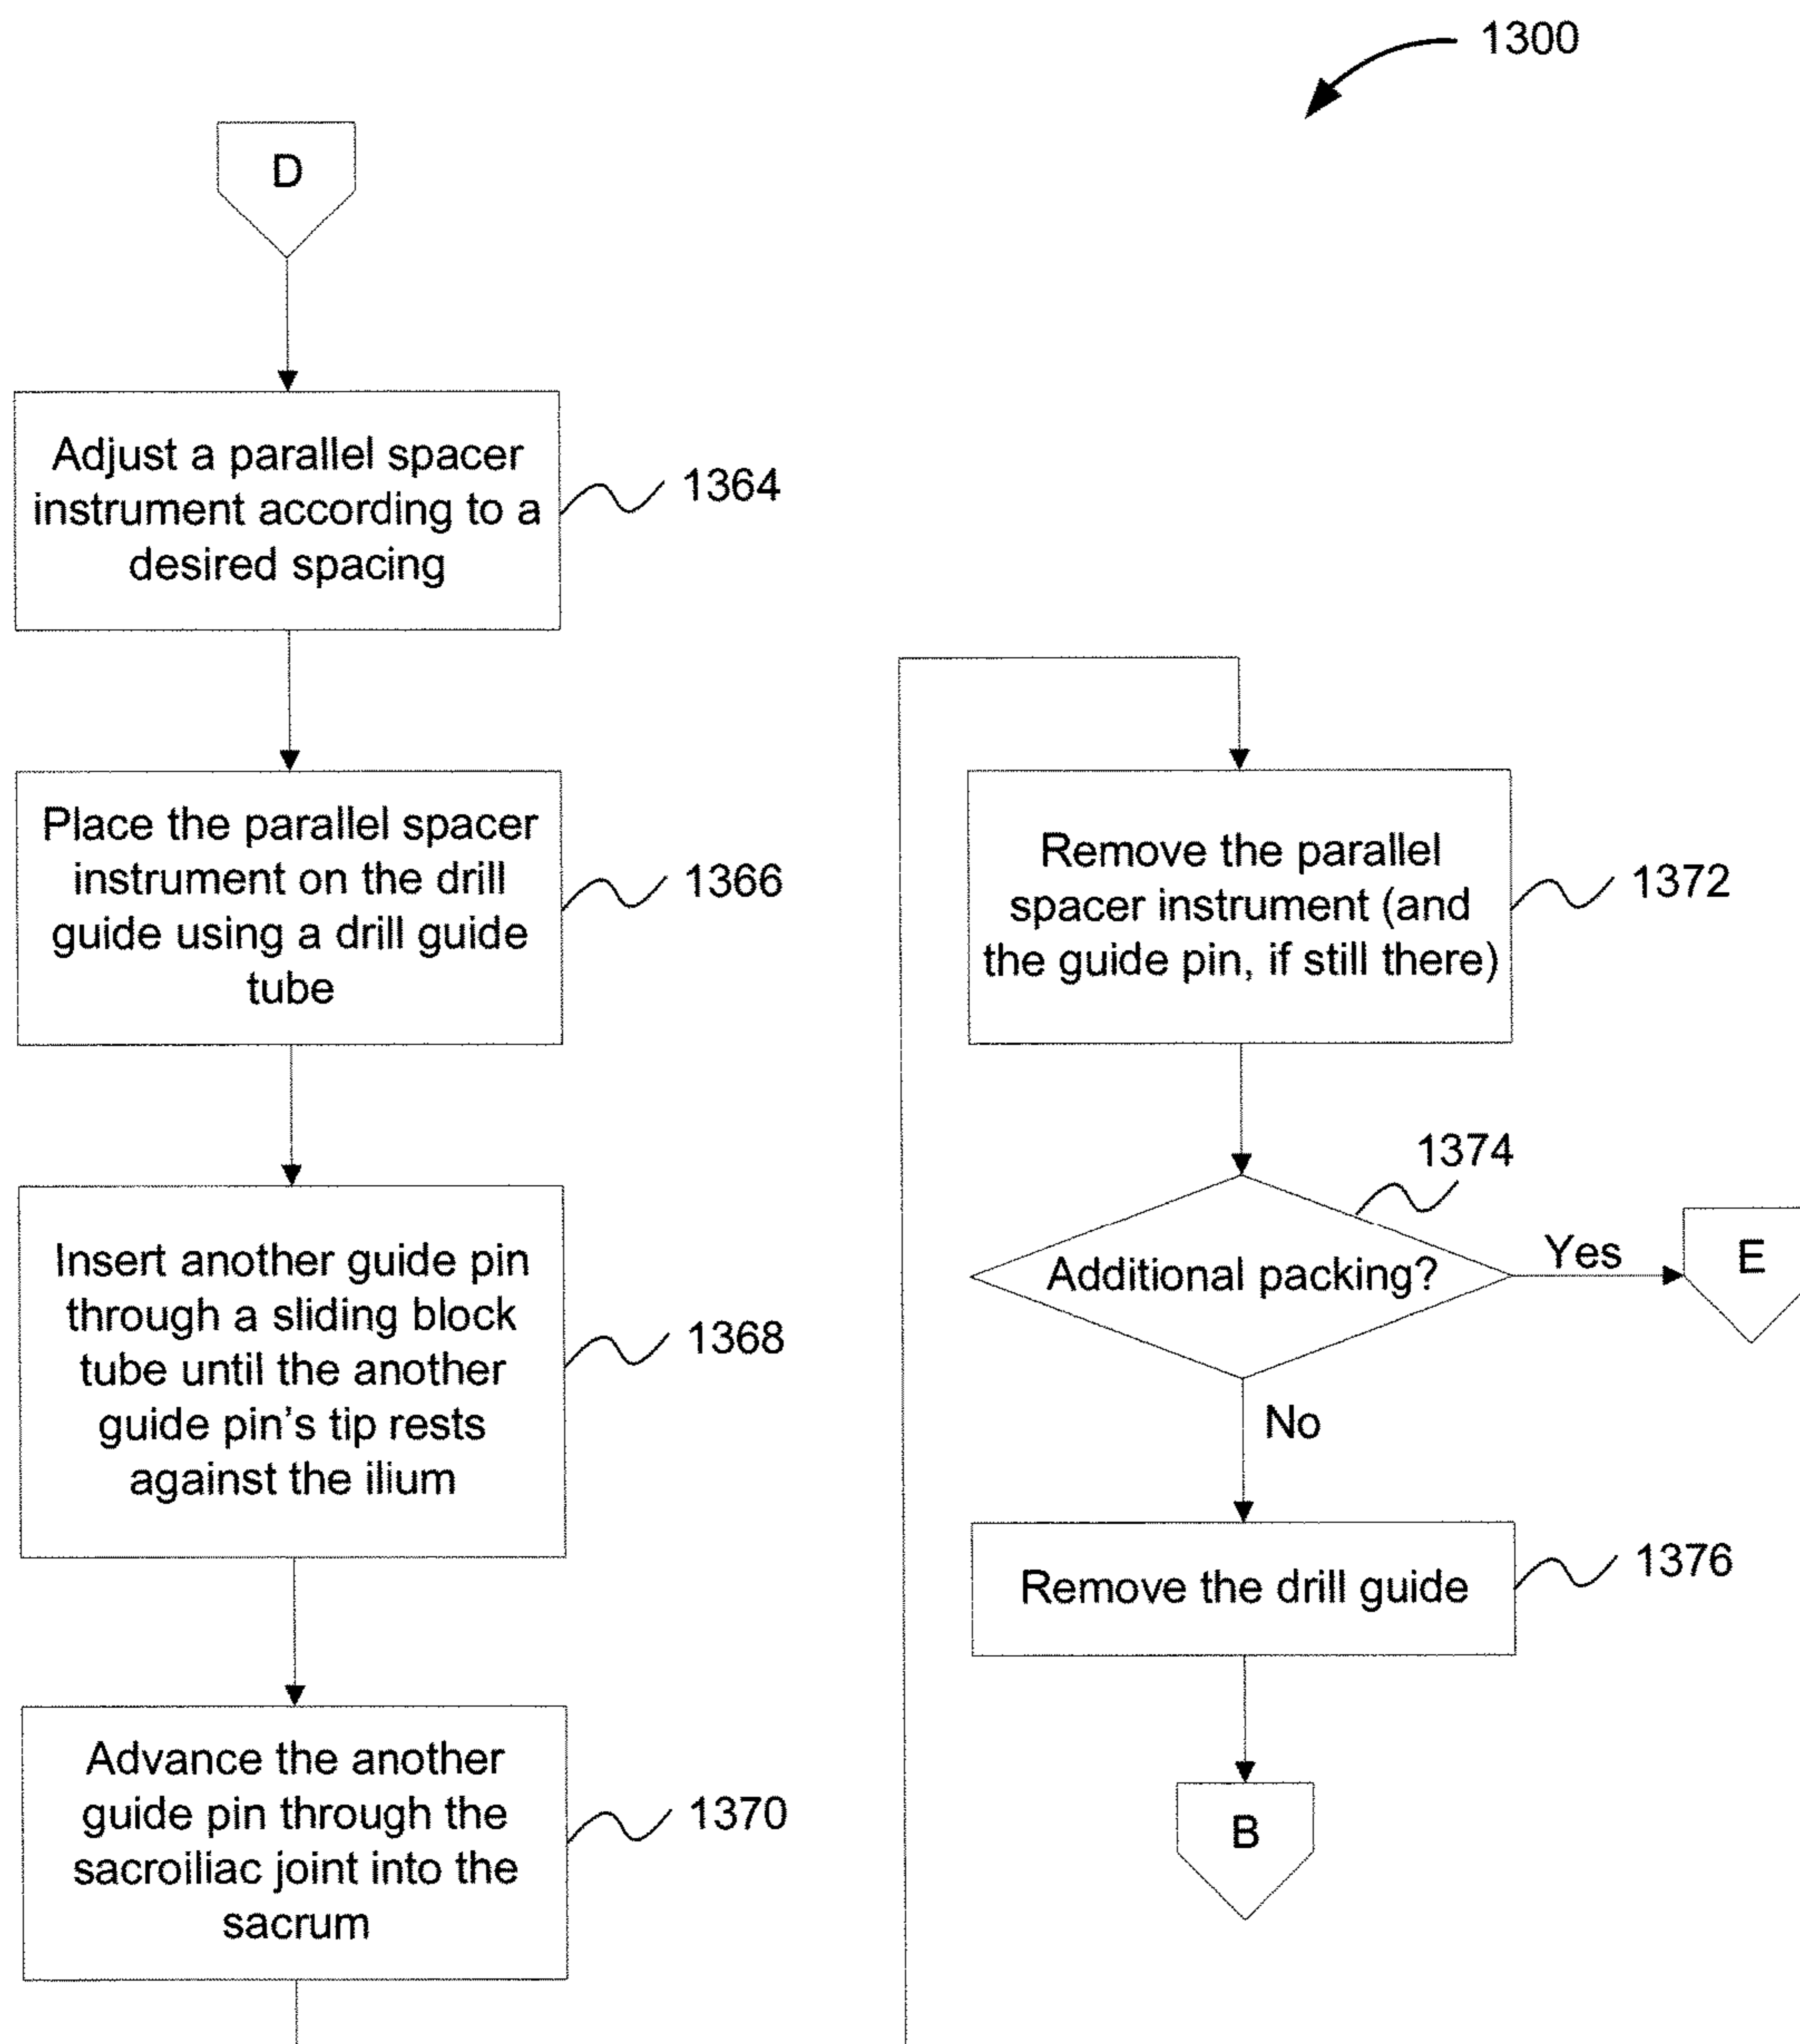 1300
D
Adjust a parallel spacer
instrument according to a
desired spacing
1364
Place the parallel spacer
instrument on the drill
guide using a drill guide
tube
1366
Insert another guide pin
through a sliding block
tube until the another
guide pin's tip rests
against the ilium
1368
Advance the another
guide pin through the
sacroiliac joint into the
sacrum
1370
Remove the parallel
spacer instrument (and
the guide pin, if still there)
1372
1374
Additional packing?
Yes
E
No
Remove the drill guide
1376
B